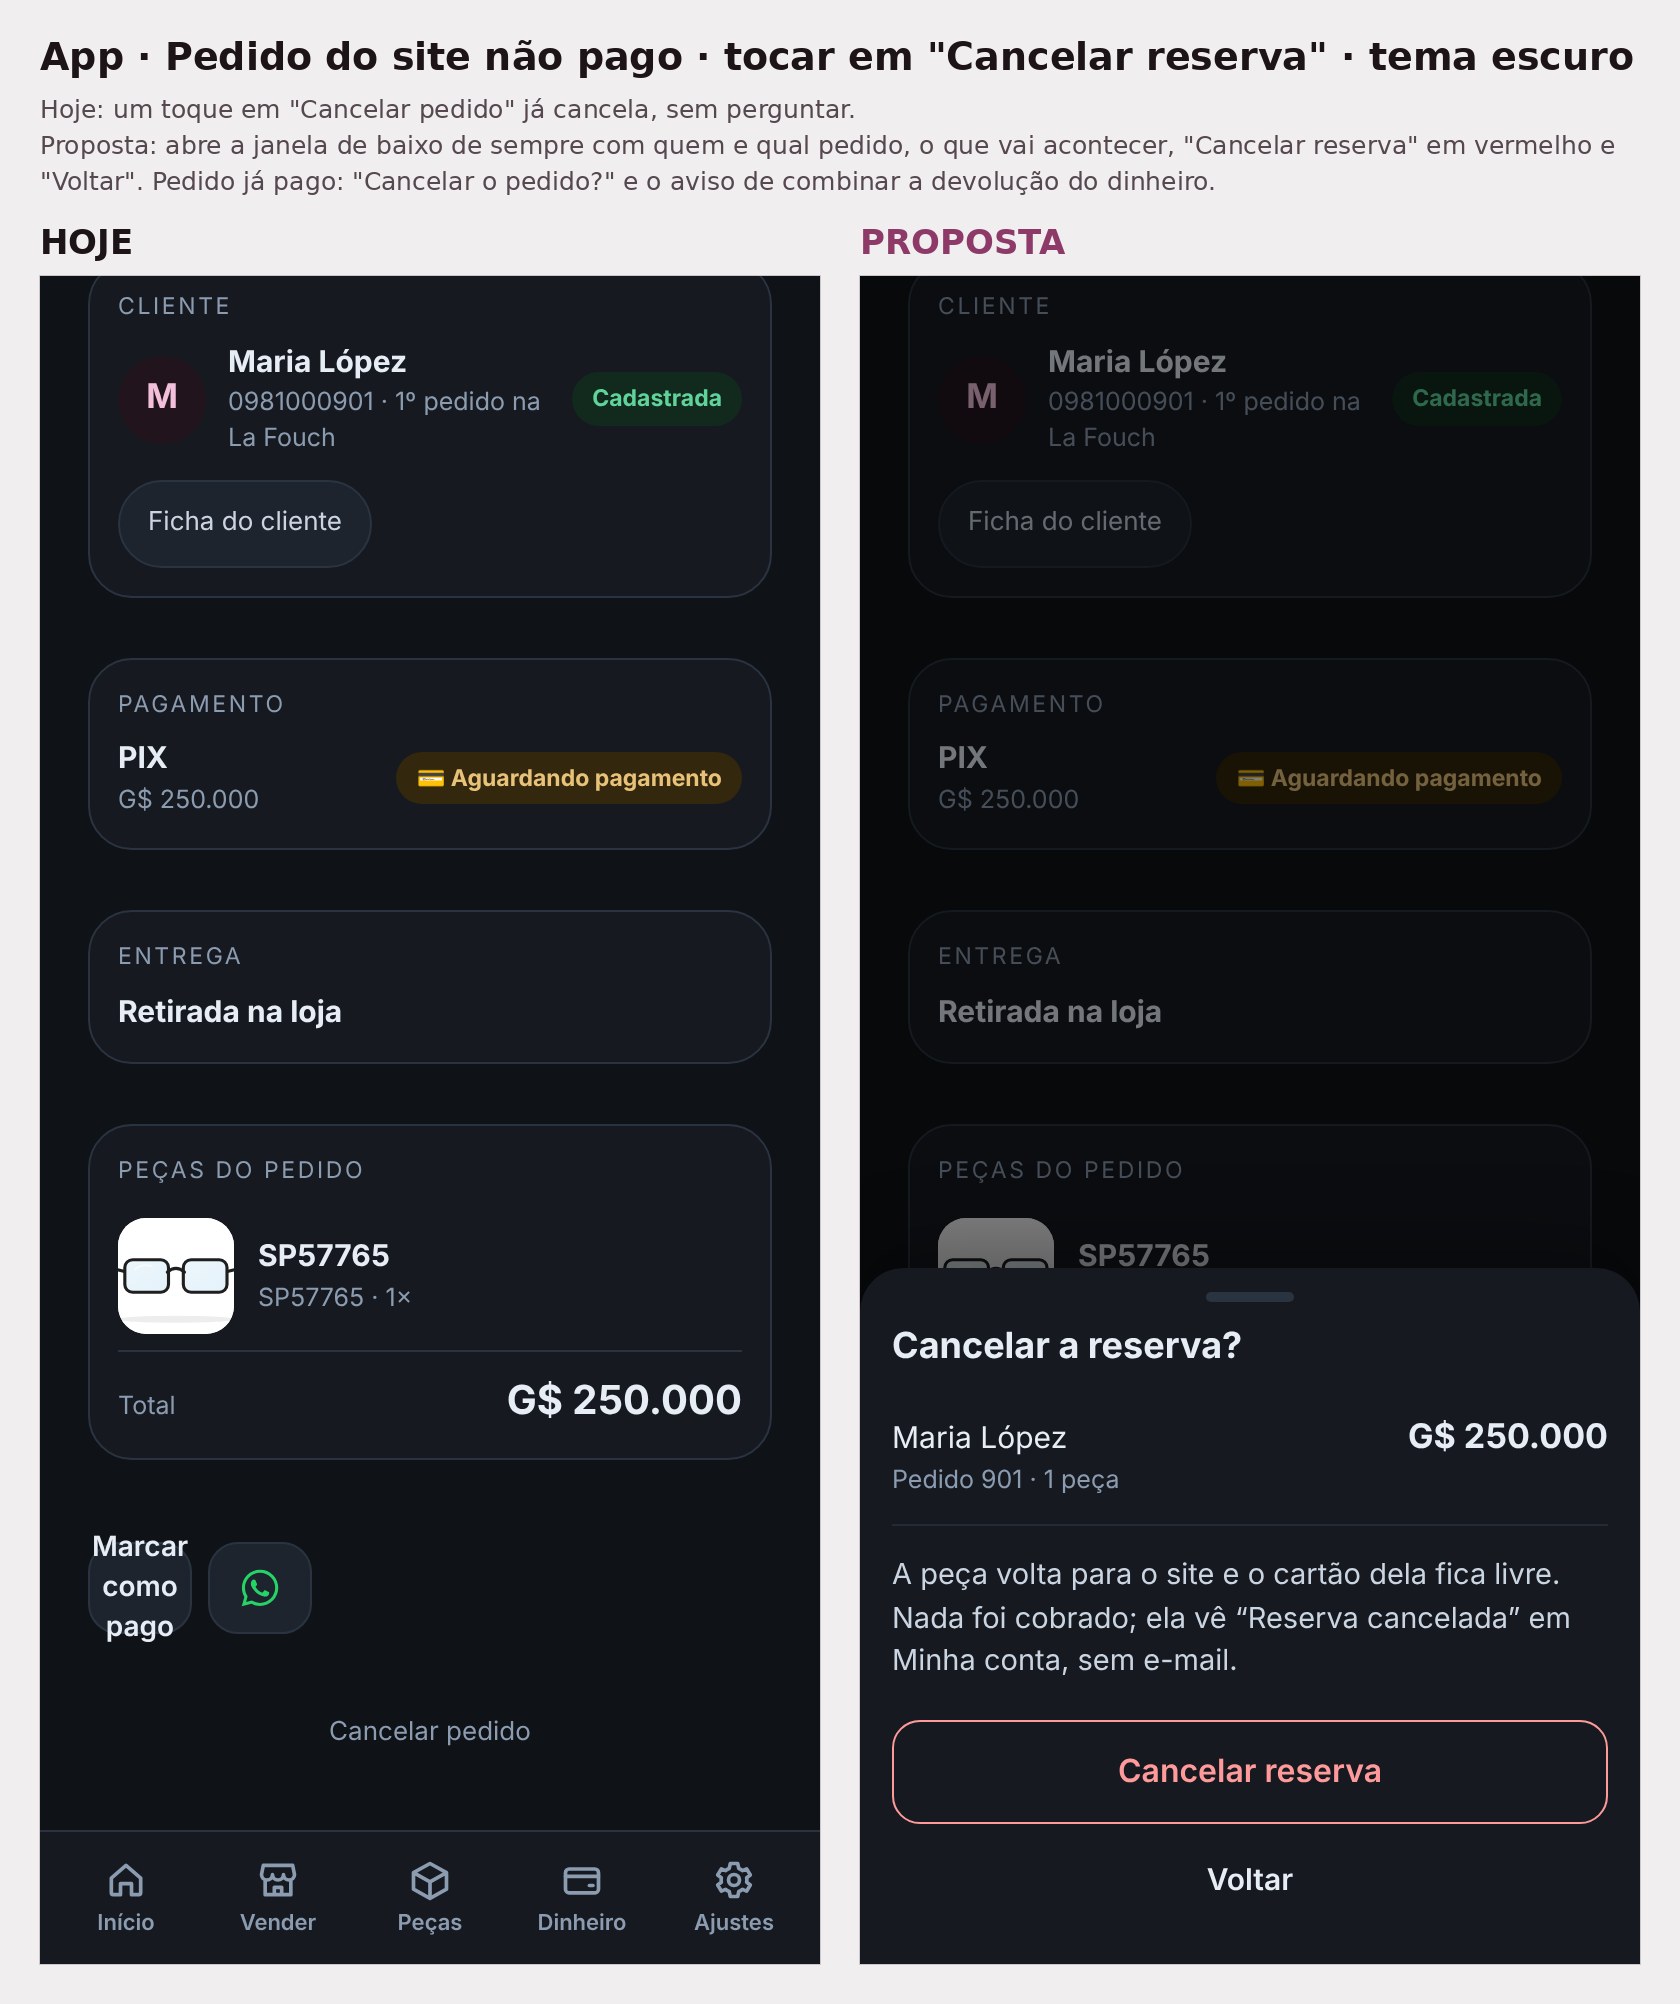 App · Pedido do site não pago · tocar em "Cancelar reserva" · tema escuro
Hoje: um toque em "Cancelar pedido" já cancela, sem perguntar.
Proposta: abre a janela de baixo de sempre com quem e qual pedido, o que vai acontecer, "Cancelar reserva" em vermelho e
"Voltar". Pedido já pago: "Cancelar o pedido?" e o aviso de combinar a devolução do dinheiro.
HOJE
CLIENTE
M
Maria López
0981000901 · 1º pedido na
La Fouch
Cadastrada
Ficha do cliente
PAGAMENTO
PIX
G$ 250.000
💳 Aguardando pagamento
ENTREGA
Retirada na loja
PEÇAS DO PEDIDO
SP57765
SP57765 · 1×
Total
G$ 250.000
Marcar
como
pago
Cancelar pedido
Início
Vender
Peças
Dinheiro
Ajustes
PROPOSTA
CLIENTE
M
Maria López
0981000901 · 1º pedido na
La Fouch
Cadastrada
Ficha do cliente
PAGAMENTO
PIX
G$ 250.000
💳 Aguardando pagamento
ENTREGA
Retirada na loja
PEÇAS DO PEDIDO
SP57765
Cancelar a reserva?
Maria López
G$ 250.000
Pedido 901 · 1 peça
A peça volta para o site e o cartão dela fica livre.
Nada foi cobrado; ela vê “Reserva cancelada” em
Minha conta, sem e-mail.
Cancelar reserva
Voltar